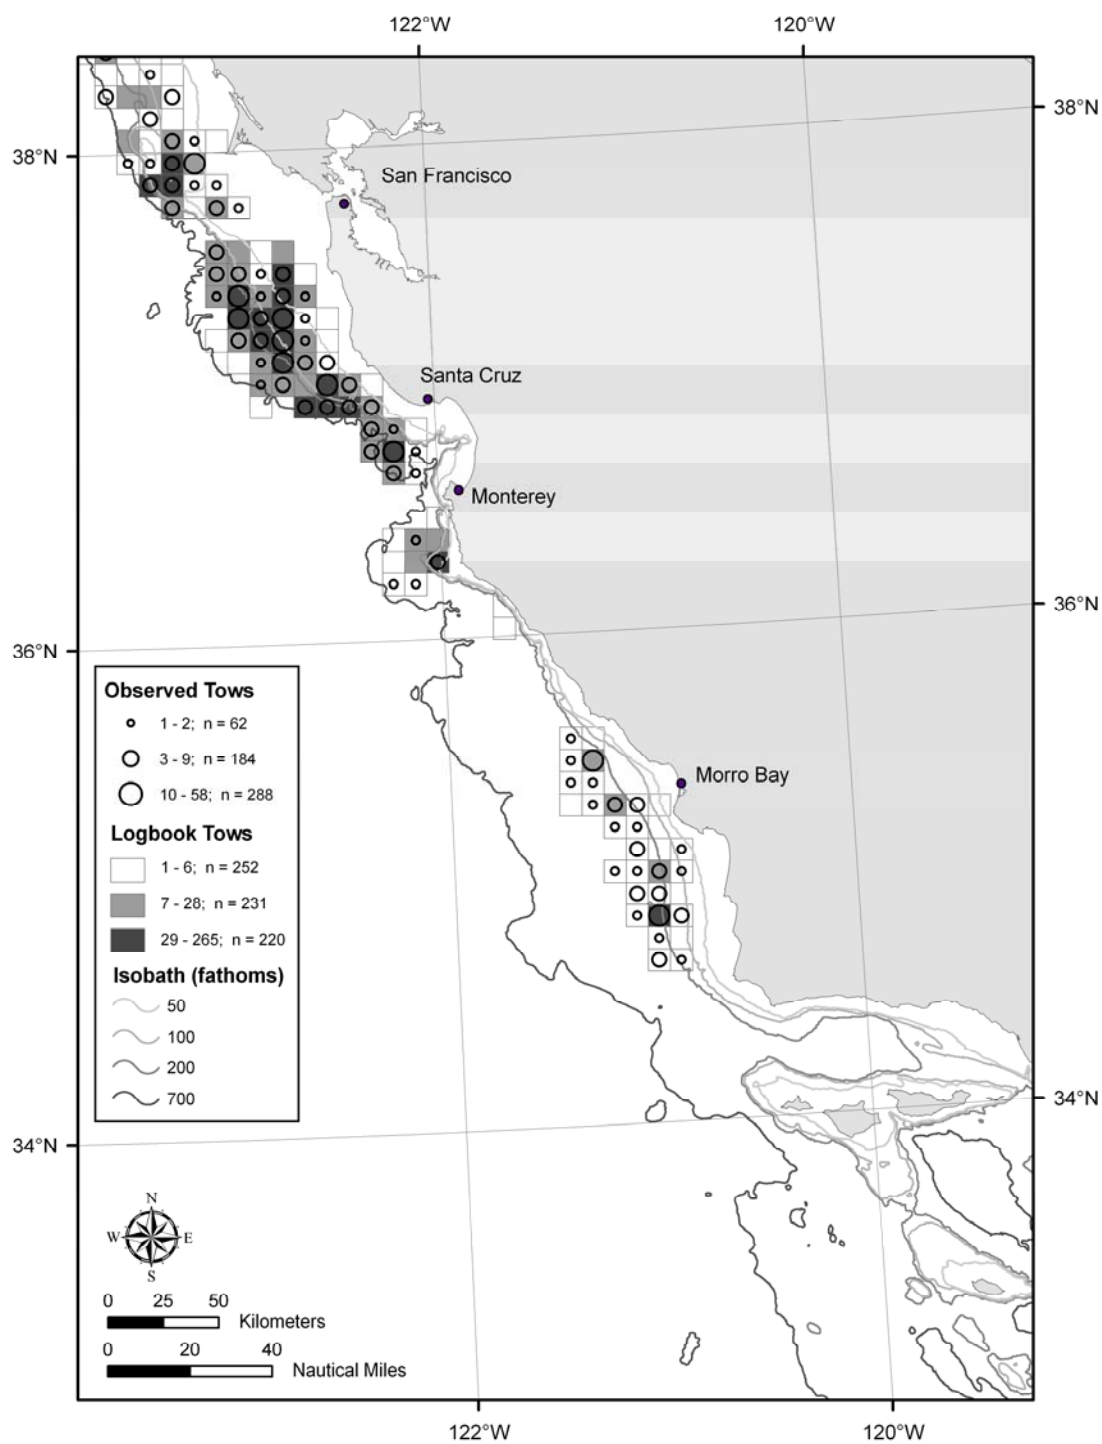 122°W 120°W
38°N
38°N
San Francisco
Santa Cruz
Monterey
36°N
36°N
Observed Tows
1 - 2; n = 62
3 - 9; n = 184
10 - 58; n = 288
Logbook Tows
1 - 6; n = 252
7 - 28; n = 231
29 - 265; n = 220
Isobath (fathoms)
50
100
200
700
Morro Bay
34°N
34°N
N
W E
S
0 25 50
Kilometers
0 20 40
Nautical Miles
122°W 120°W